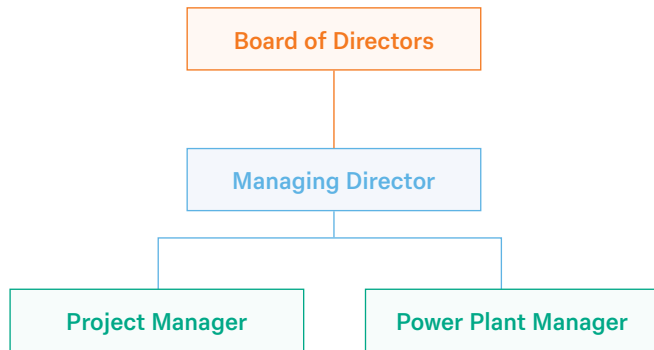 Board of Directors
Managing Director
Project Manager
Power Plant Manager